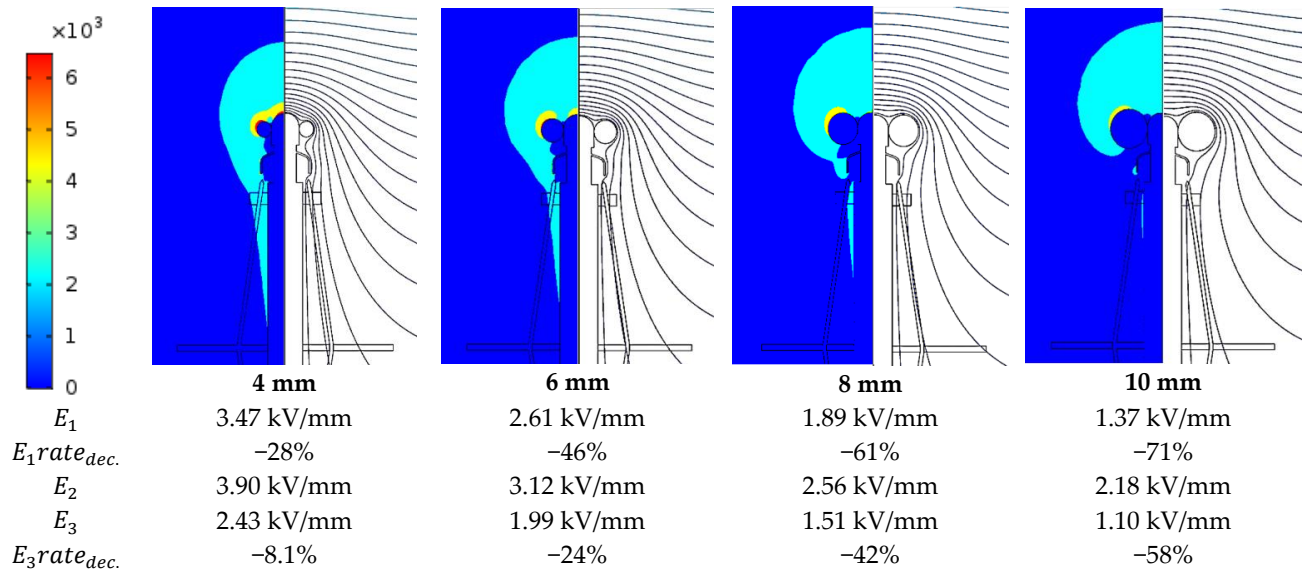 ×10³
6
5
4
3
2
1
0
4 mm 6 mm 8 mm 10 mm
E₁ 3.47 kV/mm 2.61 kV/mm 1.89 kV/mm 1.37 kV/mm
E₁rate_dec. −28% −46% −61% −71%
E₂ 3.90 kV/mm 3.12 kV/mm 2.56 kV/mm 2.18 kV/mm
E₃ 2.43 kV/mm 1.99 kV/mm 1.51 kV/mm 1.10 kV/mm
E₃rate_dec. −8.1% −24% −42% −58%